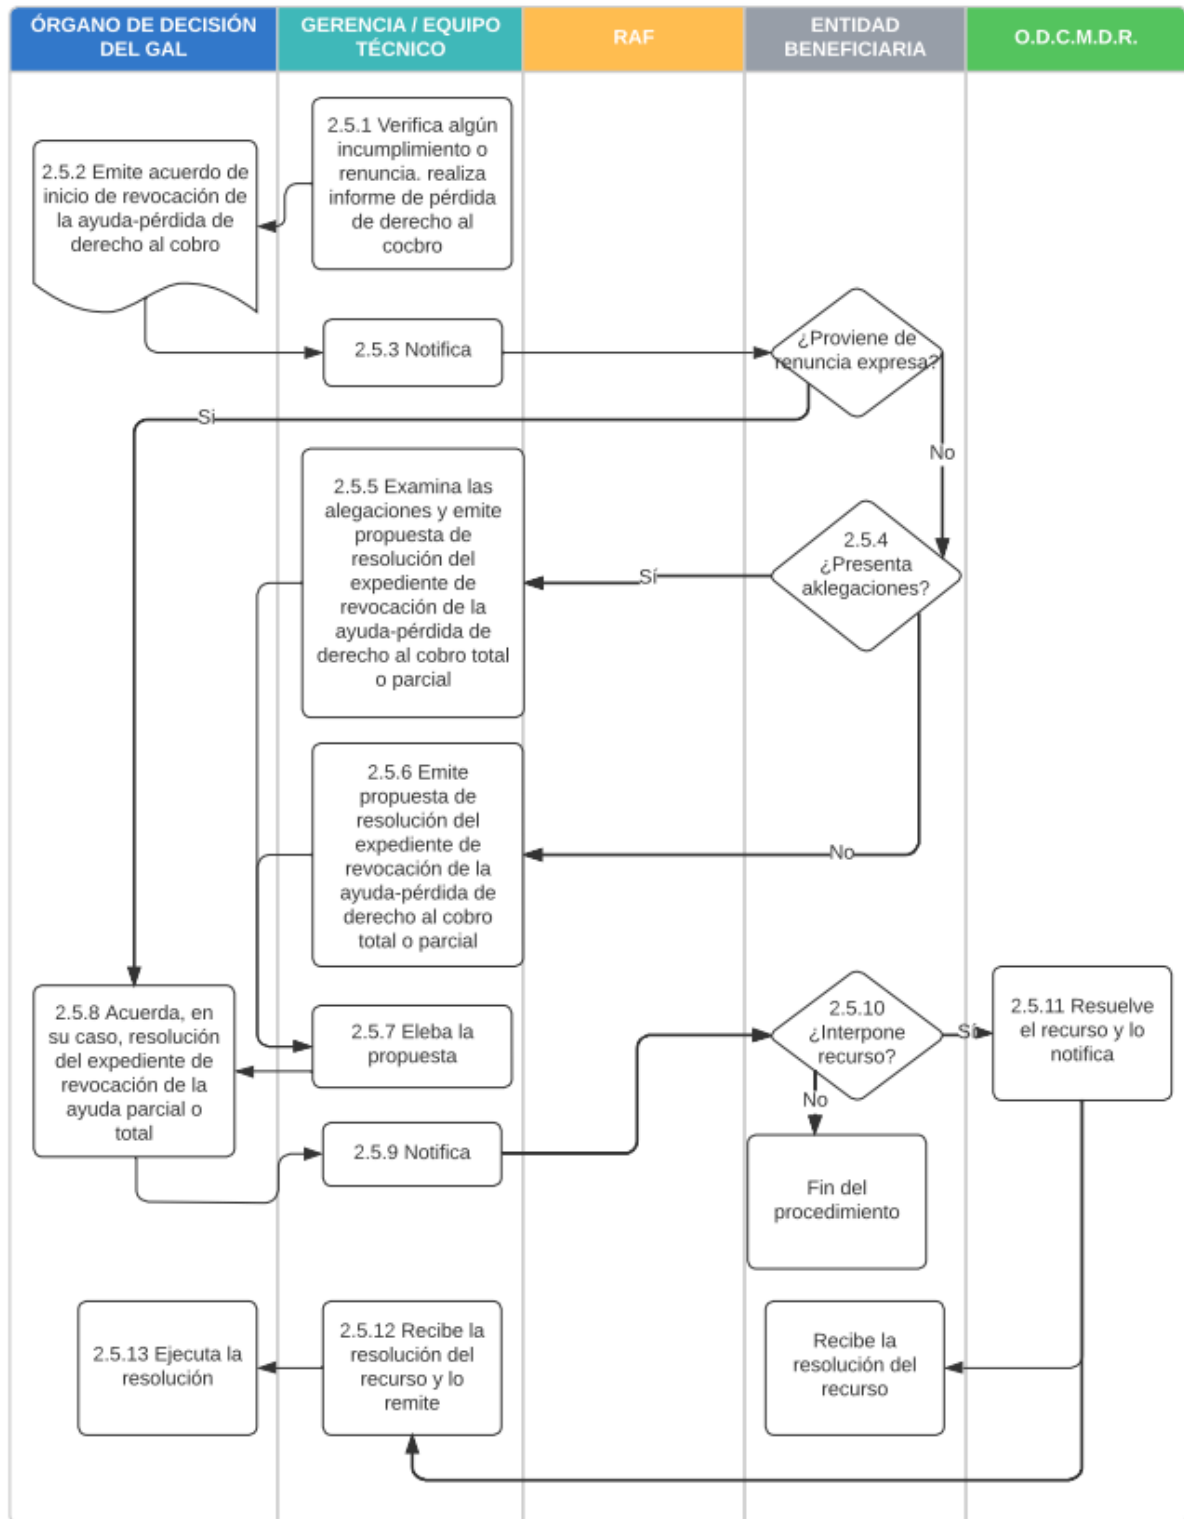 ÓRGANO DE DECISIÓN
DEL GAL
GERENCIA / EQUIPO
TÉCNICO
RAF
ENTIDAD
BENEFICIARIA
O.D.C.M.D.R.
2.5.1 Verifica algún
incumplimiento o
renuncia. realiza
informe de pérdida
de derecho al
cocbro
2.5.2 Emite acuerdo de
inicio de revocación de
la ayuda-pérdida de
derecho al cobro
2.5.3 Notifica
¿Proviene de
renuncia expresa?
Si
No
2.5.4
¿Presenta
aklegaciones?
Sí
2.5.5 Examina las
alegaciones y emite
propuesta de
resolución del
expediente de
revocación de la
ayuda-pérdida de
derecho al cobro total
o parcial
No
2.5.6 Emite
propuesta de
resolución del
expediente de
revocación de la
ayuda-pérdida de
derecho al cobro
total o parcial
2.5.7 Eleba la
propuesta
2.5.8 Acuerda, en
su caso, resolución
del expediente de
revocación de la
ayuda parcial o
total
2.5.9 Notifica
2.5.10
¿Interpone
recurso?
Sí
No
2.5.11 Resuelve
el recurso y lo
notifica
Fin del
procedimiento
2.5.13 Ejecuta la
resolución
2.5.12 Recibe la
resolución del
recurso y lo
remite
Recibe la
resolución del
recurso